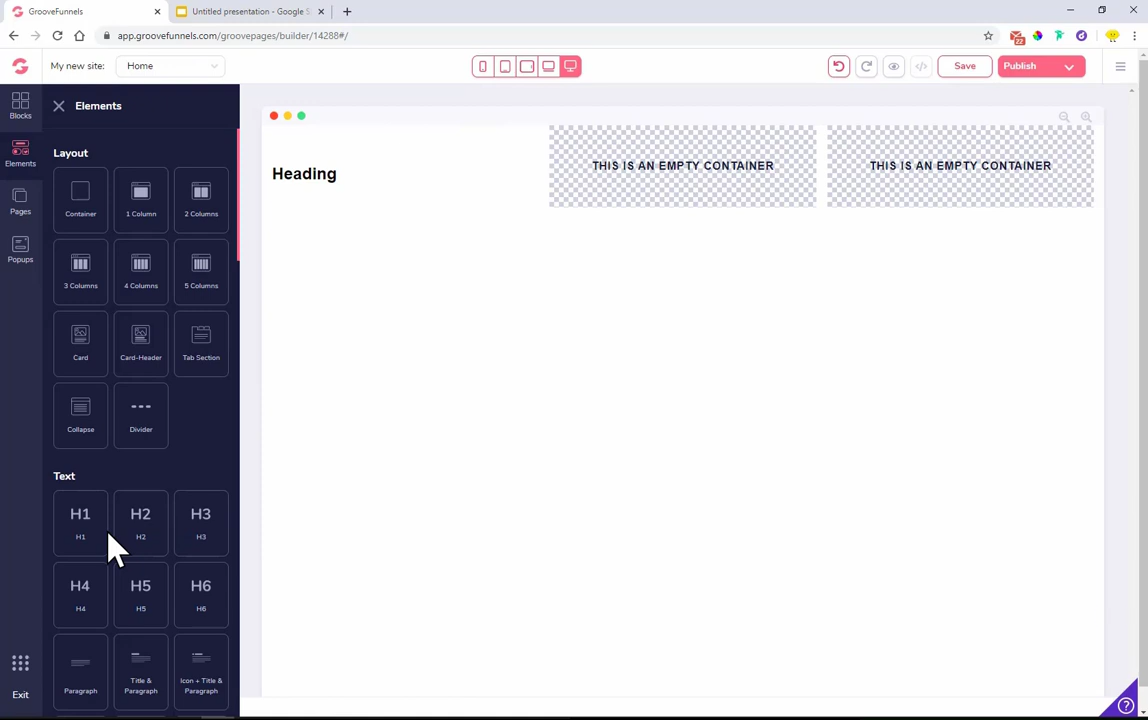 GrooveFunnels
Untitled presentation - Google S
app.groovefunnels.com/groovepages/builder/14288#/
22
My new site:
Home
Save
Publish
Blocks
Elements
Pages
Popups
Exit
Elements
Layout
Container
1 Column
2 Columns
3 Columns
4 Columns
5 Columns
Card
Card-Header
Tab Section
Collapse
Divider
Text
H1
H2
H3
H1
H2
H3
H4
H5
H6
H4
H5
H6
Paragraph
Title &
Paragraph
Icon + Title &
Paragraph
Heading
THIS IS AN EMPTY CONTAINER
THIS IS AN EMPTY CONTAINER